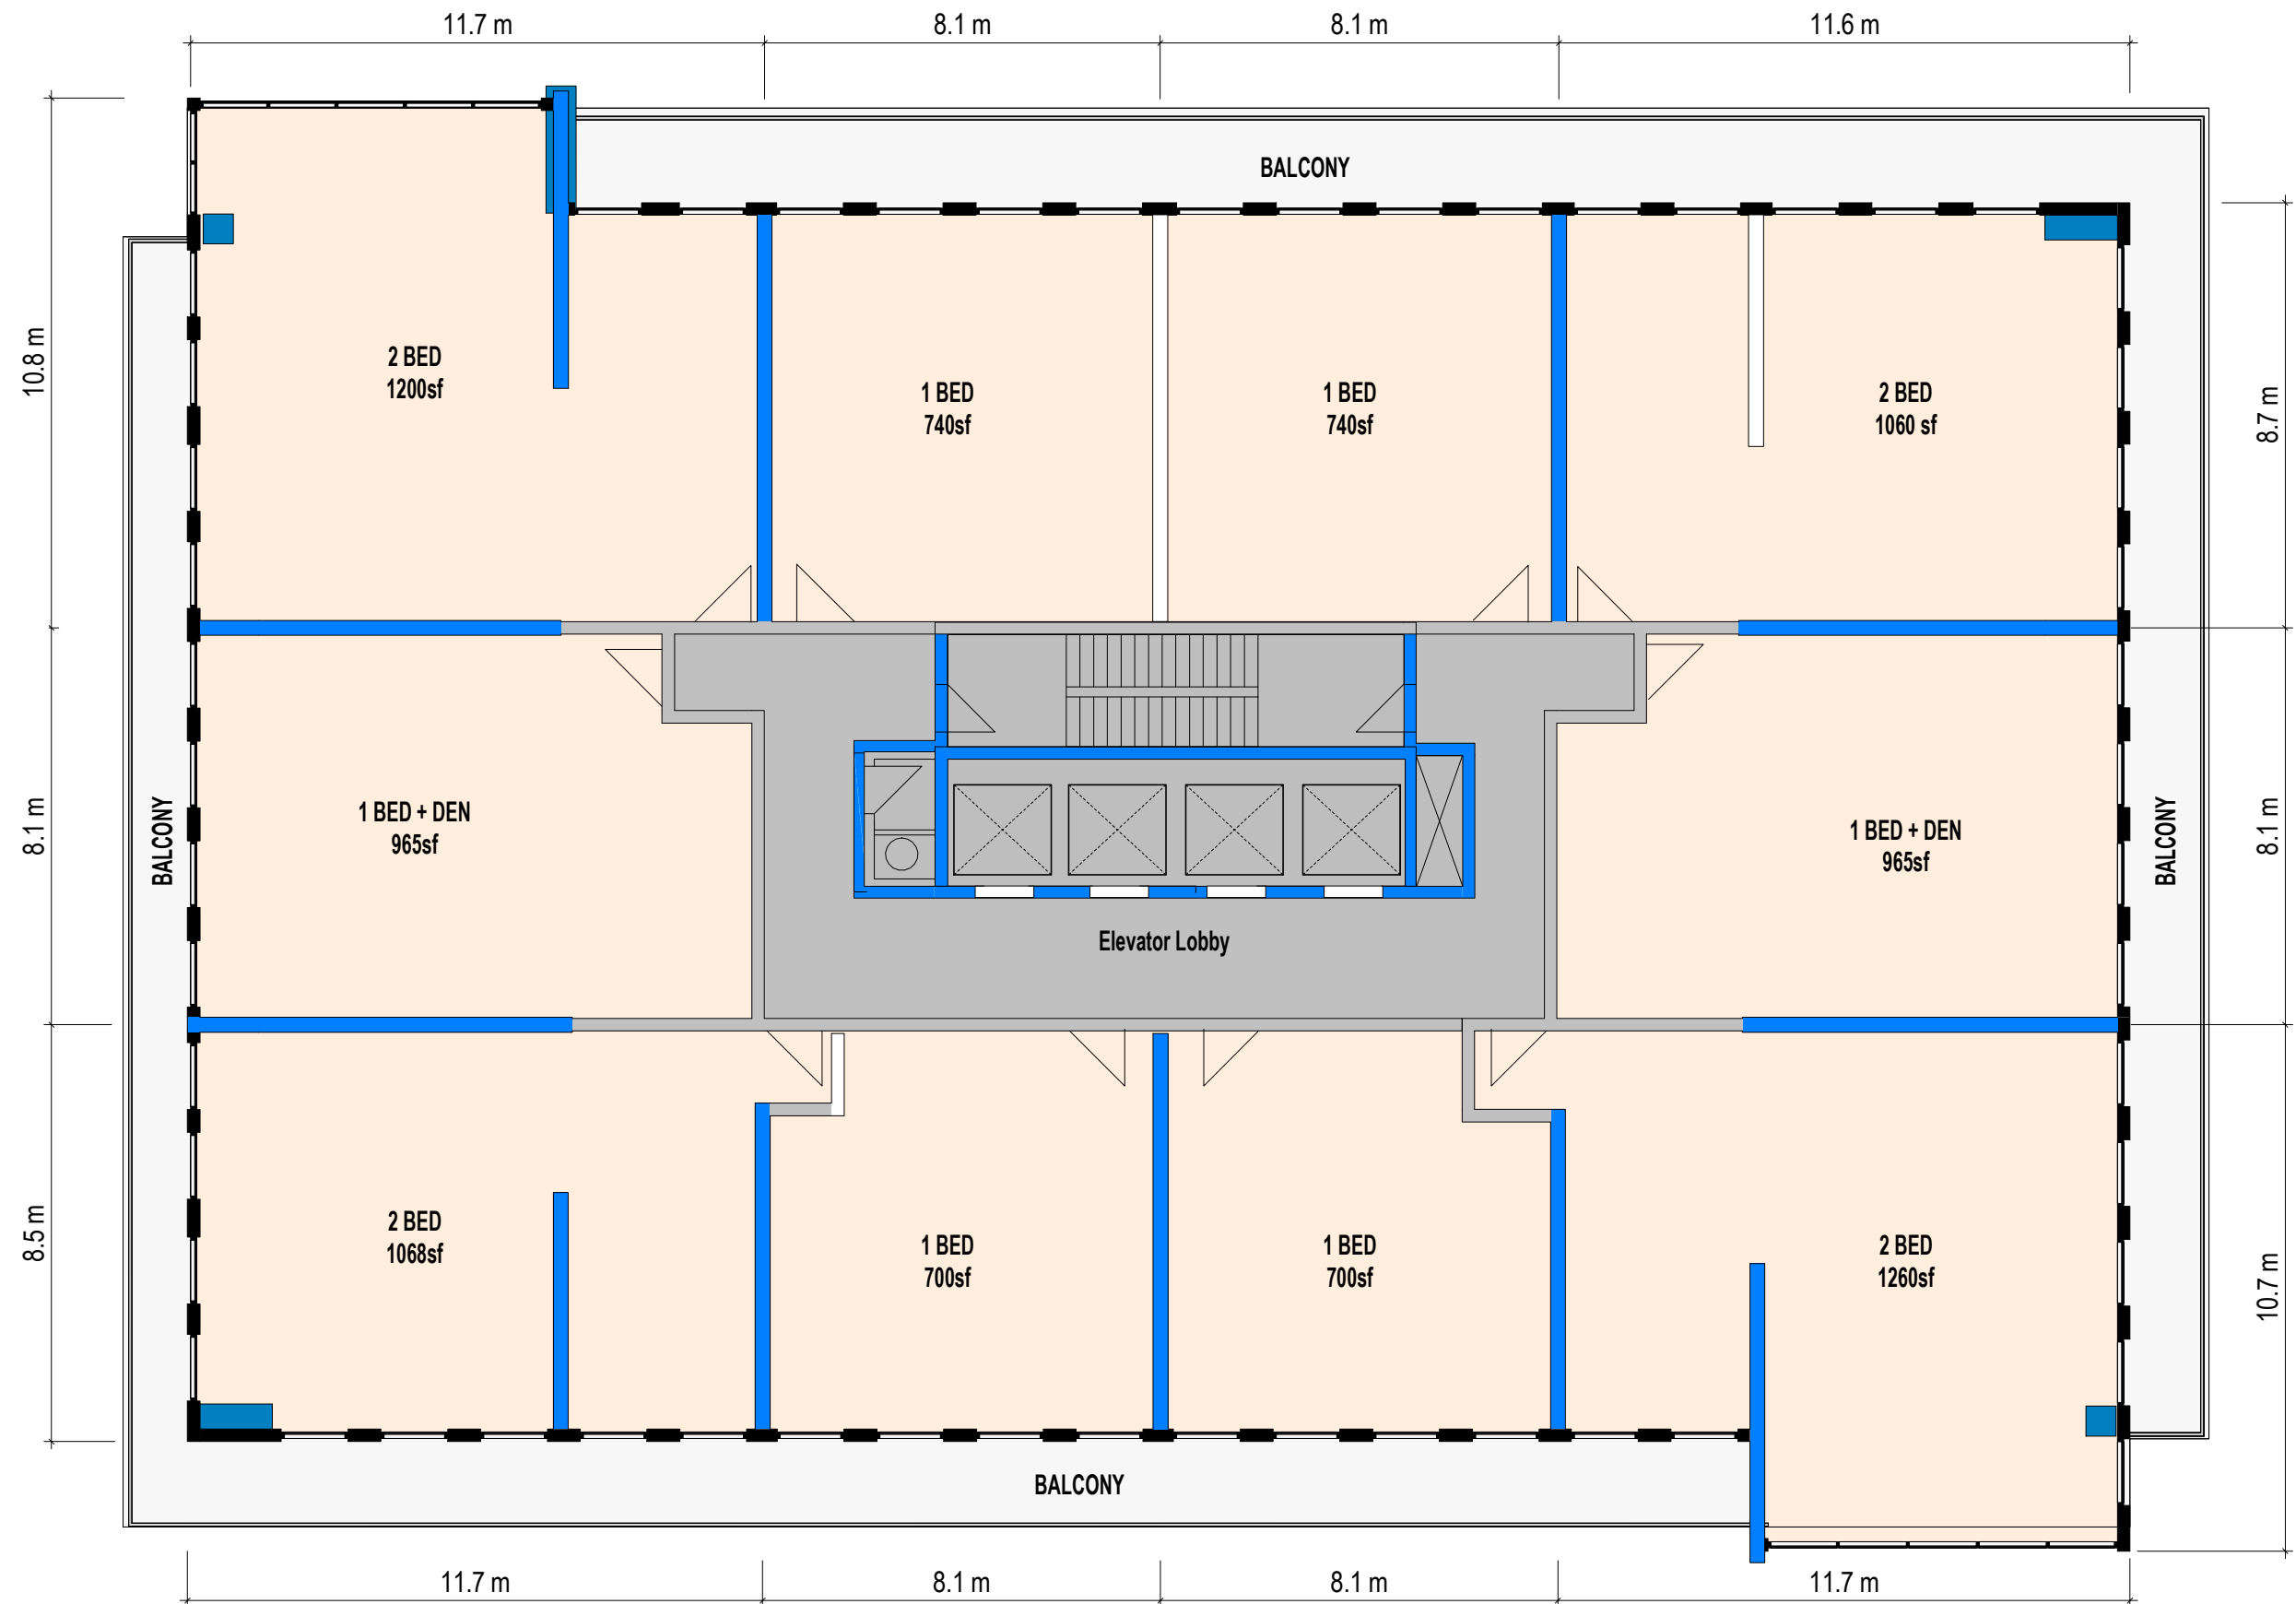 11.7 m
8.1 m
8.1 m
11.6 m
BALCONY
10.8 m
2 BED
1200sf
1 BED
740sf
1 BED
740sf
2 BED
1060 sf
8.7 m
8.1 m
BALCONY
1 BED + DEN
965sf
Elevator Lobby
1 BED + DEN
965sf
BALCONY
8.1 m
8.5 m
2 BED
1068sf
1 BED
700sf
1 BED
700sf
2 BED
1260sf
10.7 m
BALCONY
11.7 m
8.1 m
8.1 m
11.7 m